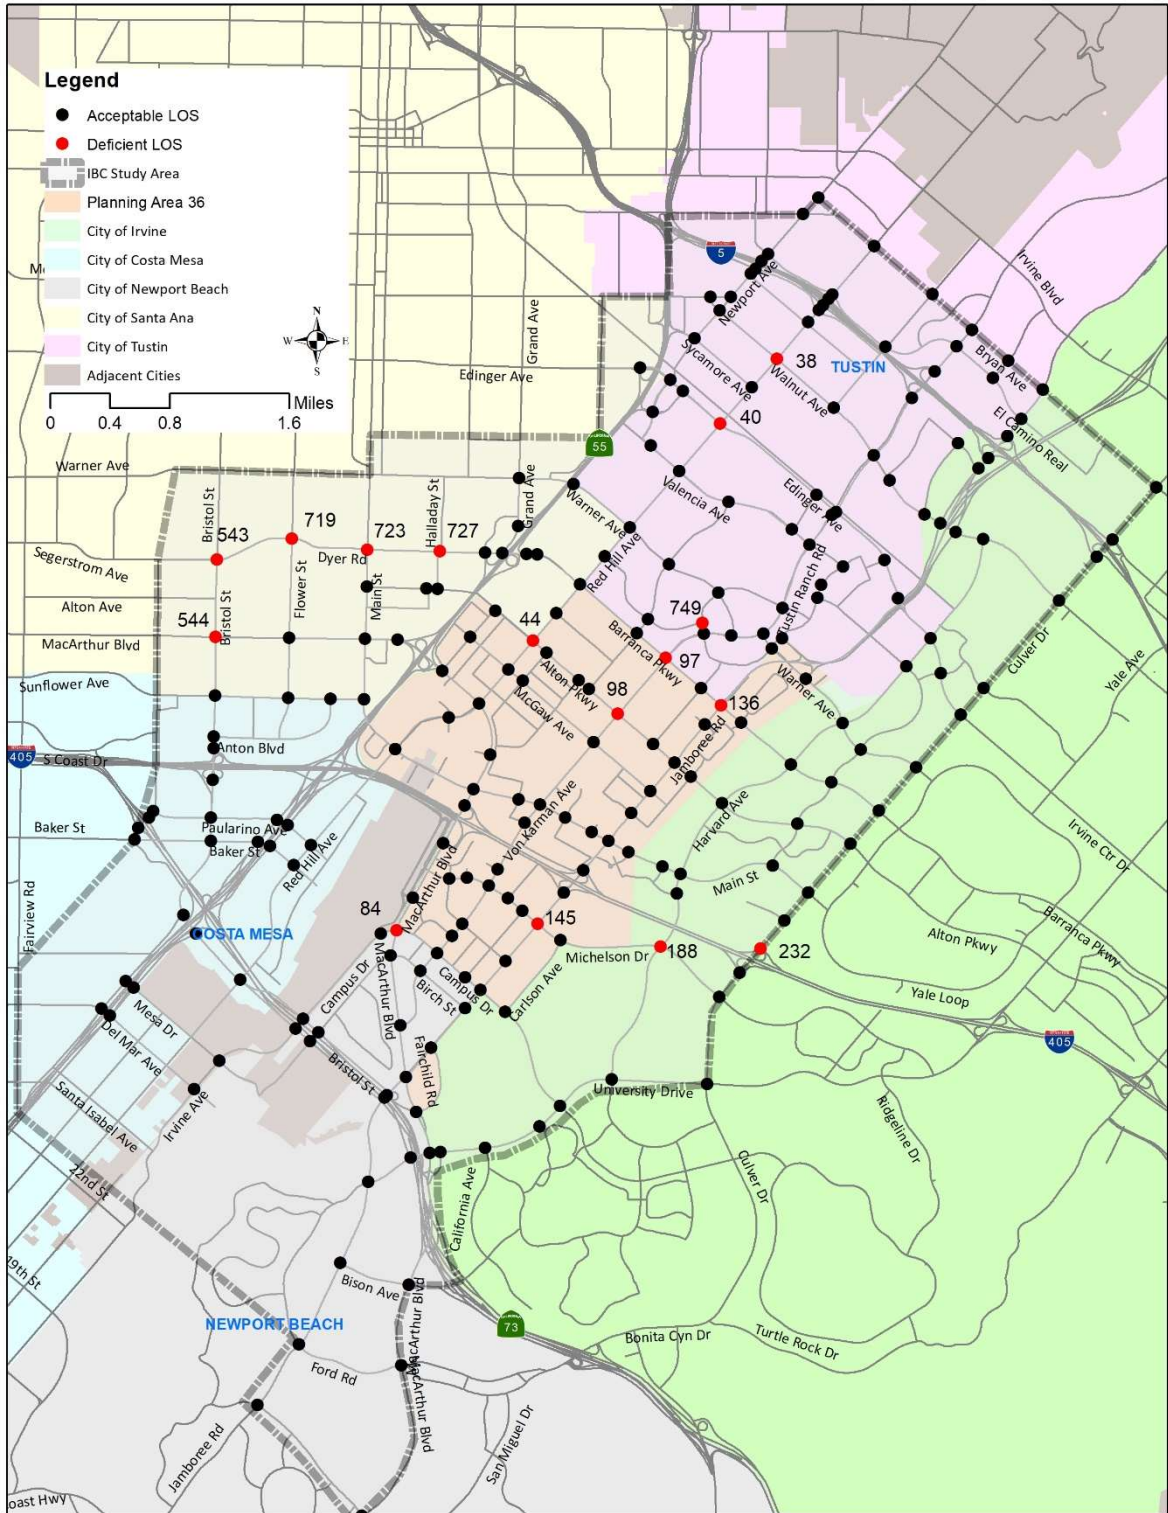 Legend
Acceptable LOS
Deficient LOS
IBC Study Area
Planning Area 36
City of Irvine
City of Costa Mesa
City of Newport Beach
City of Santa Ana
City of Tustin
Adjacent Cities
Miles
0 0.4 0.8 1.6
N
W E
S
5
Newport Ave
Irvine Blvd
Grand Ave
Bryan Ave
Sycamore Ave
38
TUSTIN
Edinger Ave
Walnut Ave
El Camino Real
40
55
Warner Ave
Grand Ave
Bristol St
Halladay St
Valencia Ave
Edinger Ave
Warner Ave
543
719
723
727
Dyer Rd
Segerstrom Ave
Red Hill Ave
Tustin Ranch Rd
Flower St
Main St
Alton Ave
544
Bristol St
44
749
Barranca Pkwy
MacArthur Blvd
97
Culver Dr
Yale Ave
Alton Pkwy
Warner Ave
Sunflower Ave
98
136
McGaw Ave
Jamboree Rd
Anton Blvd
405
S Coast Dr
Von Karman Ave
Harvard Ave
Baker St
Paularino Ave
Baker St
Red Hill Ave
Irvine Ctr Dr
MacArthur Blvd
Main St
Fairview Rd
84
145
COSTA MESA
Barranca Pkwy
Alton Pkwy
Michelson Dr
188
232
MacArthur Blvd
Campus Dr
Campus Dr
Birch St
Carlson Ave
Yale Loop
Mesa Dr
Del Mar Ave
405
Fairchild Rd
Bristol St
University Drive
Santa Isabel Ave
Irvine Ave
Ridgeline Dr
22nd St
Culver Dr
California Ave
19th St
Bison Ave
MacArthur Blvd
NEWPORT BEACH
73
Bonita Cyn Dr
Turtle Rock Dr
Ford Rd
MacArthur Blvd
Jamboree Rd
San Miguel Dr
oast Hwy